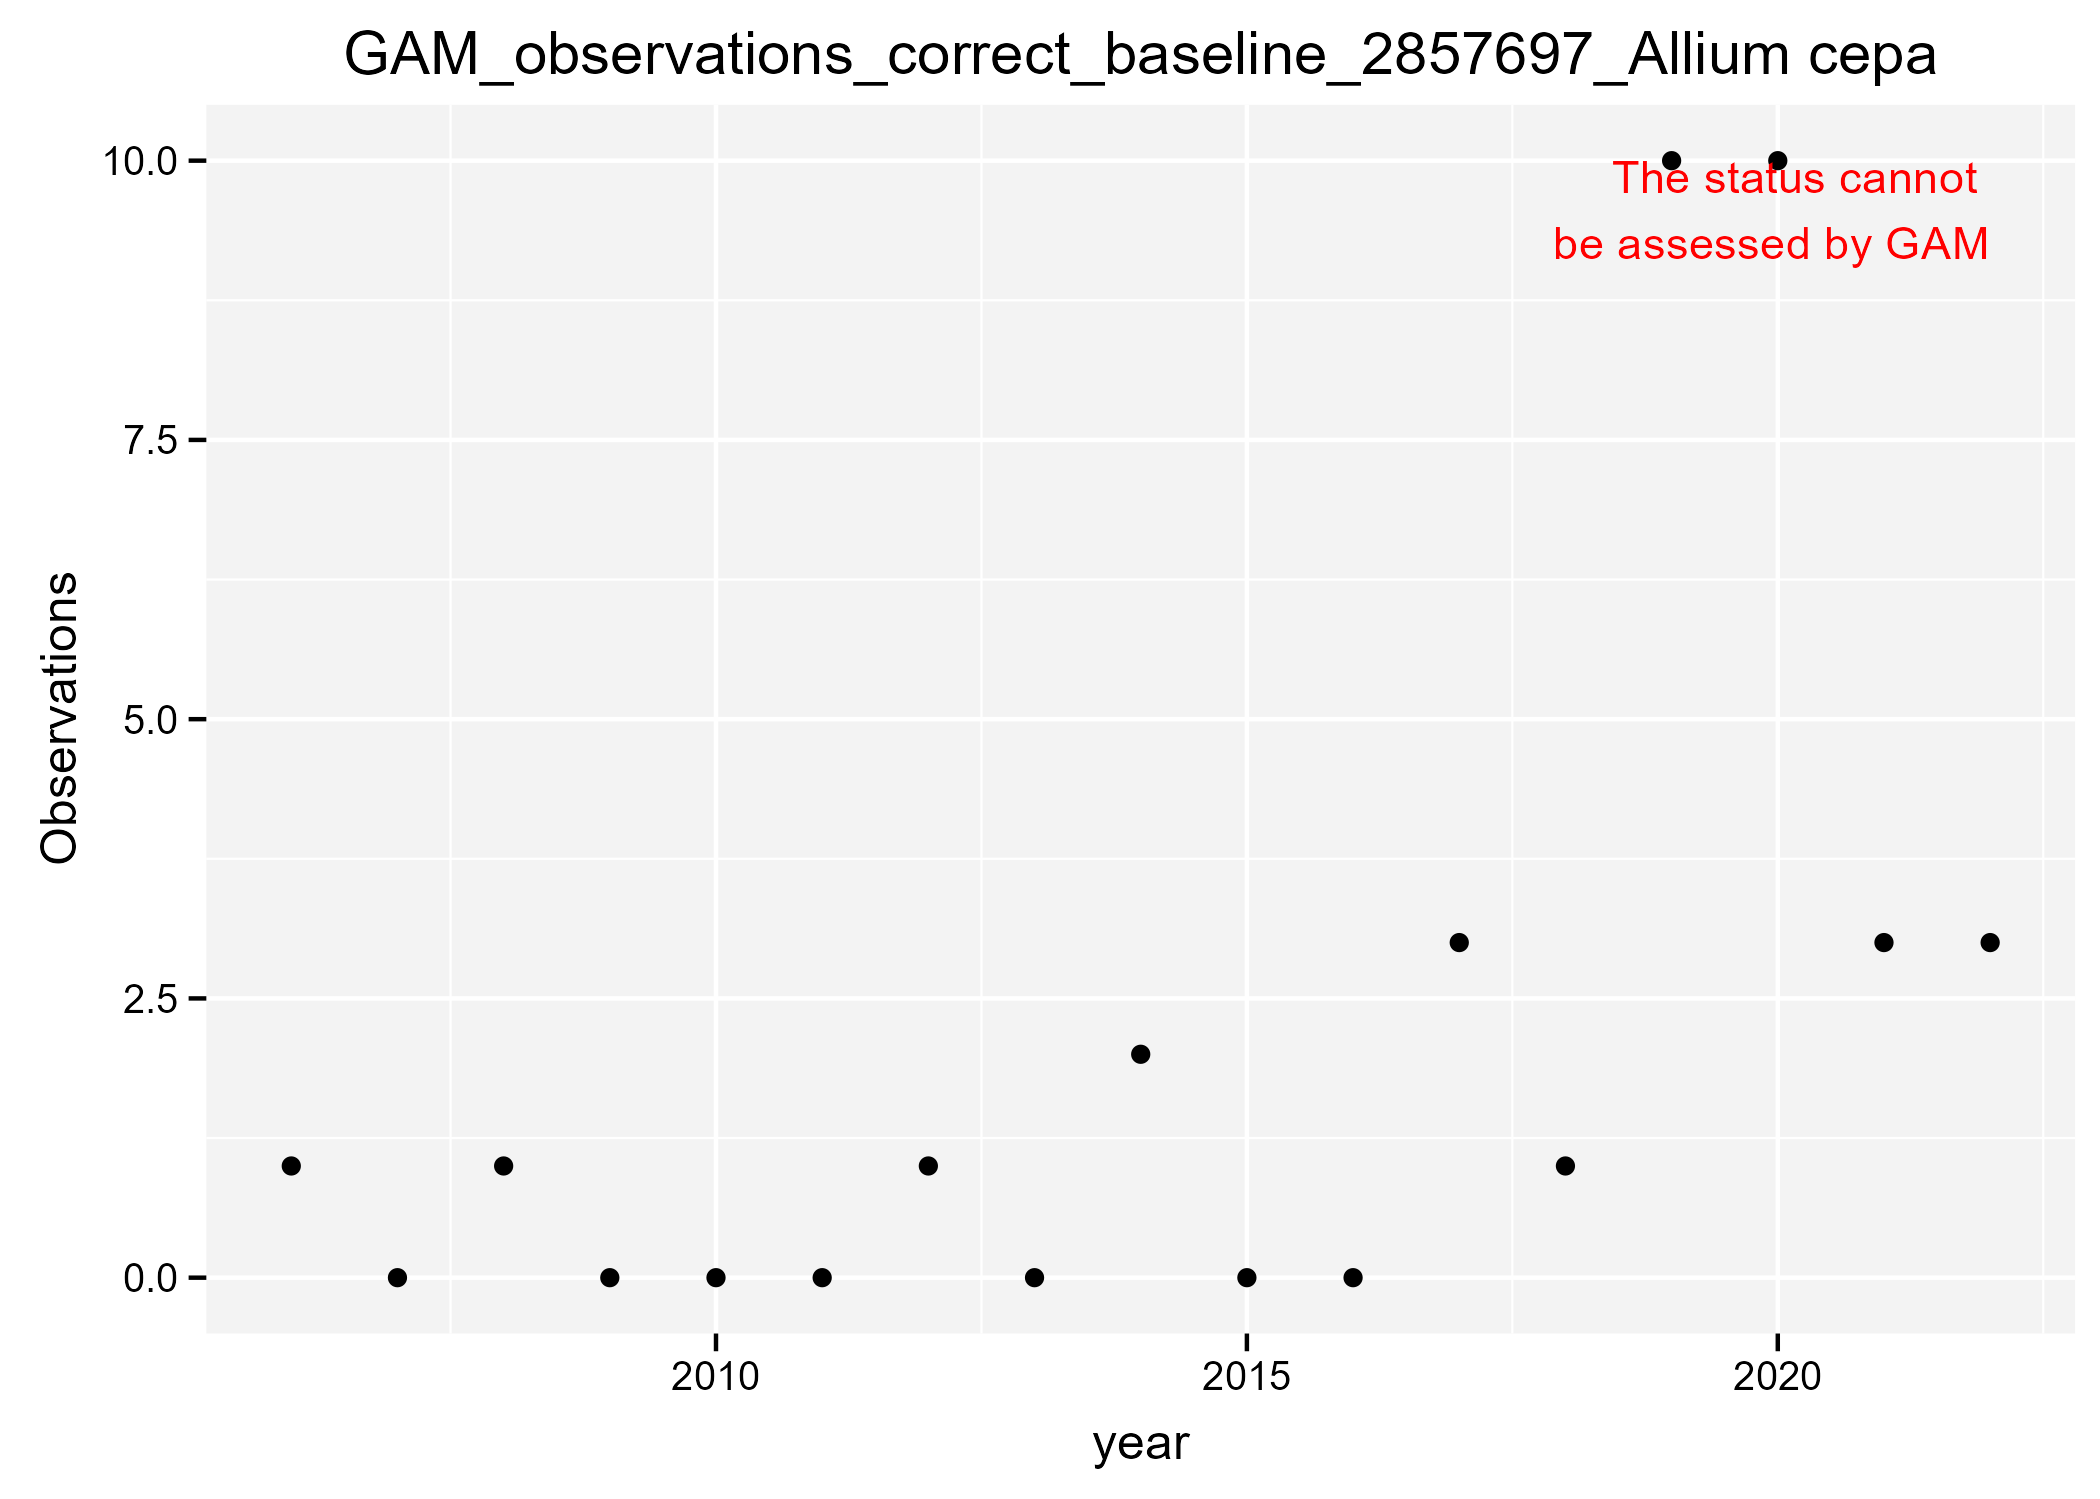 GAM_observations_correct_baseline_2857697_Allium cepa
10.0
The status cannot
be assessed by GAM
7.5
Observations
5.0
2.5
0.0
2010 2015 2020
year